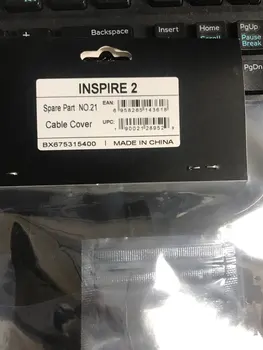 Backspace
Insert
Home
PgUp
Scroll
Pause
Break
PgDn
INSPIRE 2
Spare Part NO.21
EAN:
Cable Cover
UPC:
BX675315400
MADE IN CHINA